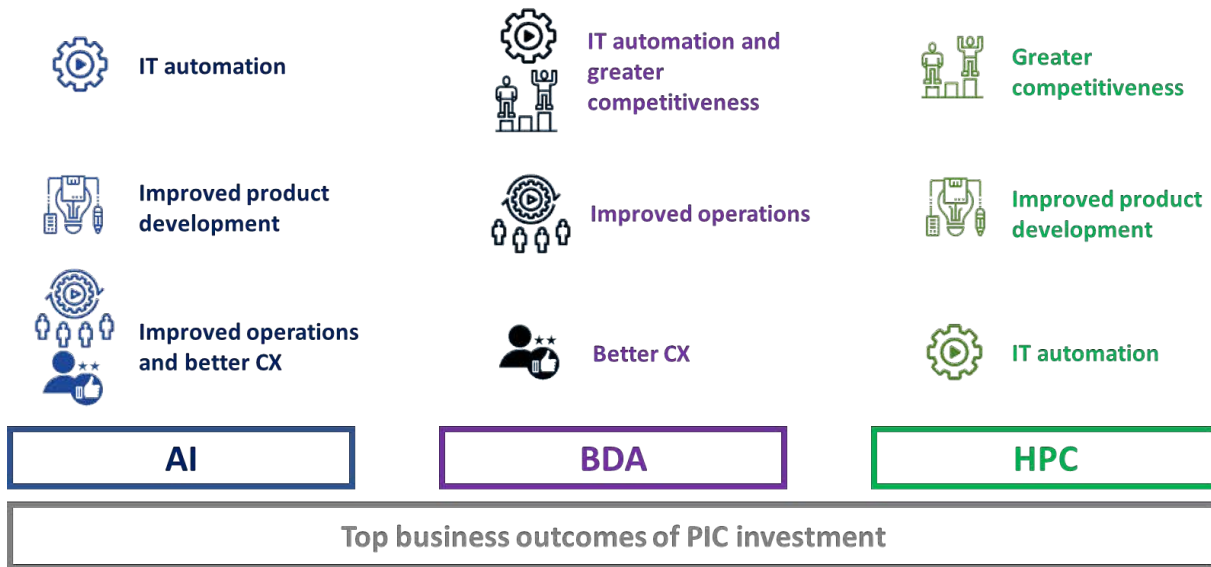 IT automation
IT automation and
greater
competitiveness
Greater
competitiveness
Improved product
development
Improved operations
Improved product
development
Improved operations
and better CX
Better CX
IT automation
AI
BDA
HPC
Top business outcomes of PIC investment